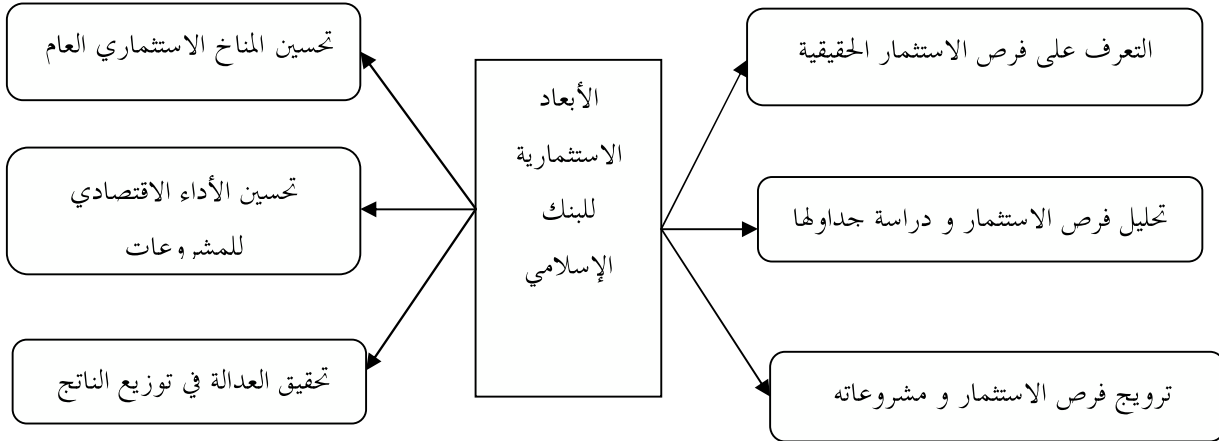 التعرف على فرص الاستثمار الحقيقية
تحليل فرص الاستثمار و دراسة جداولها
ترويج فرص الاستثمار و مشروعاته
الأبعاد
الاستثمارية
للبنك
الإسلامي
تحسين المناخ الاستثماري العام
تحسين الأداء الاقتصادي
للمشروعات
تحقيق العدالة في توزيع الناتج